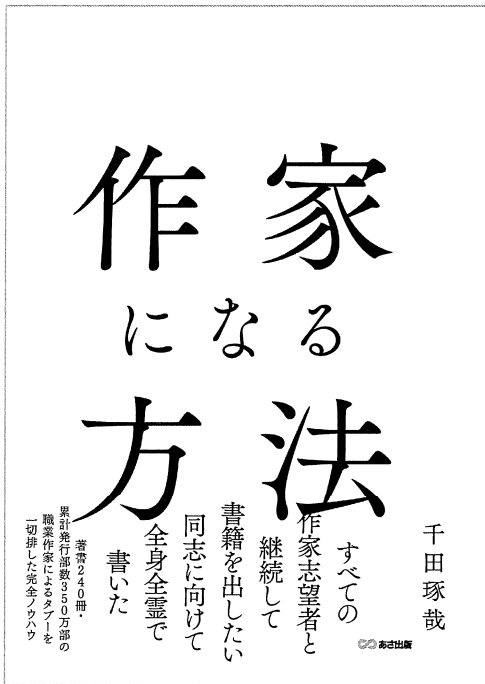 作家
になる
方法
千田琢哉
すべての
作家志望者と
継続して
書籍を出したい
同志に向けて
全身全霊で
書いた
著書240冊・
累計発行部数350万部の
職業作家によるタブーを
一切排した完全ノウハウ
あさ出版